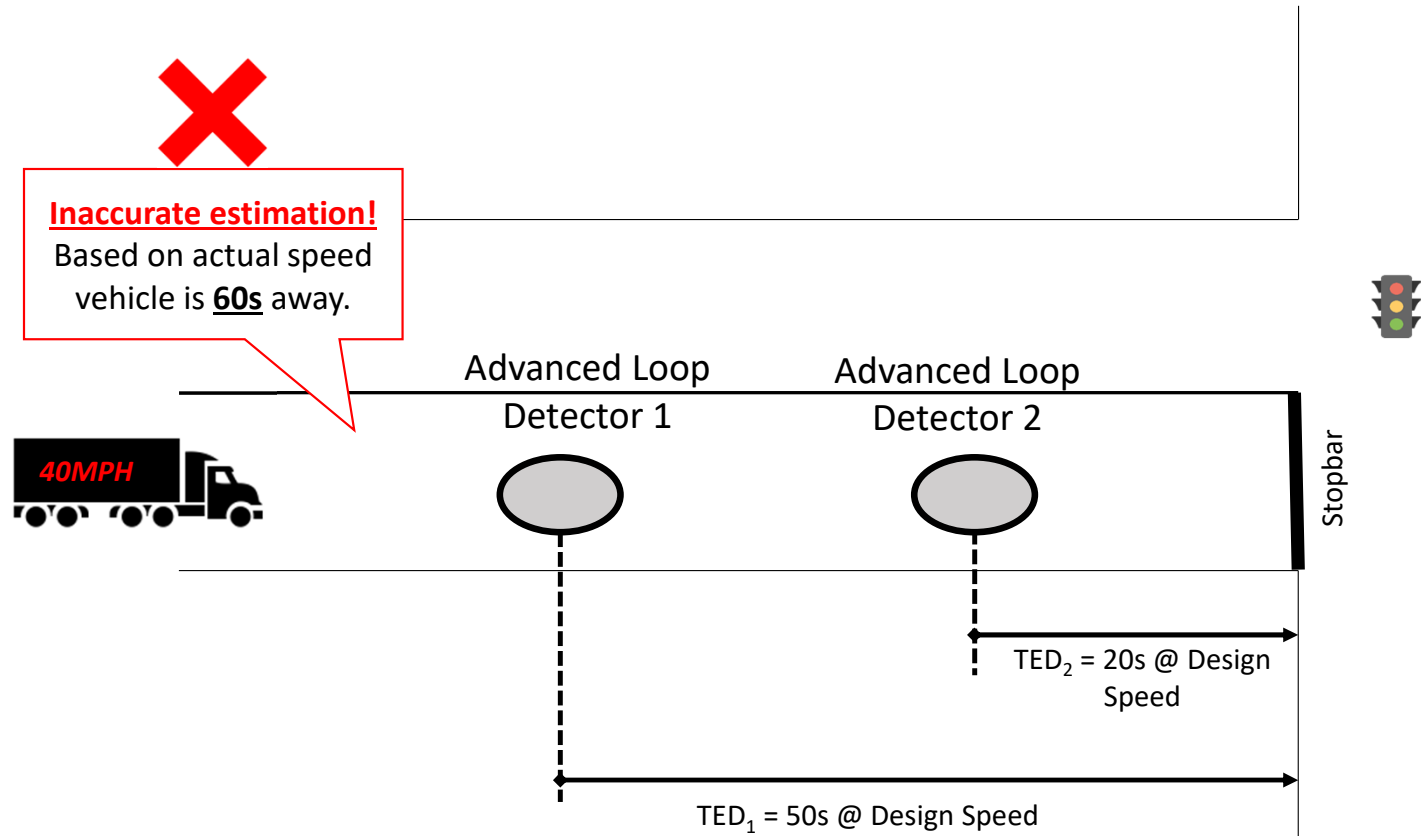 Inaccurate estimation!
Based on actual speed
vehicle is 60s away.
Advanced Loop
Detector 1
Advanced Loop
Detector 2
40MPH
Stopbar
TED₂ = 20s @ Design
Speed
TED₁ = 50s @ Design Speed